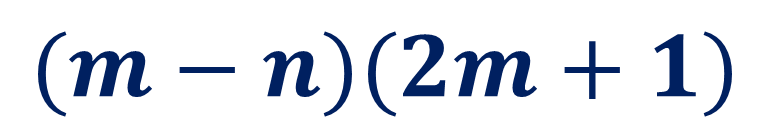 (m − n)(2m + 1)